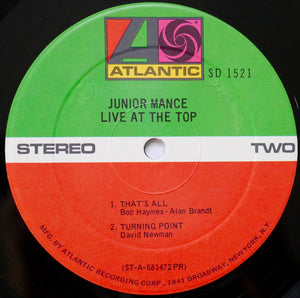 ATLANTIC
SD 1521
JUNIOR MANCE
LIVE AT THE TOP
STEREO
TWO
1. THAT'S ALL
Bob Haymes-Alan Brandt
2. TURNING POINT
David Newman
(ST-A-681472 PR)
MFG. BY ATLANTIC RECORDING CORP., 1841 BROADWAY, NEW YORK, N.Y.